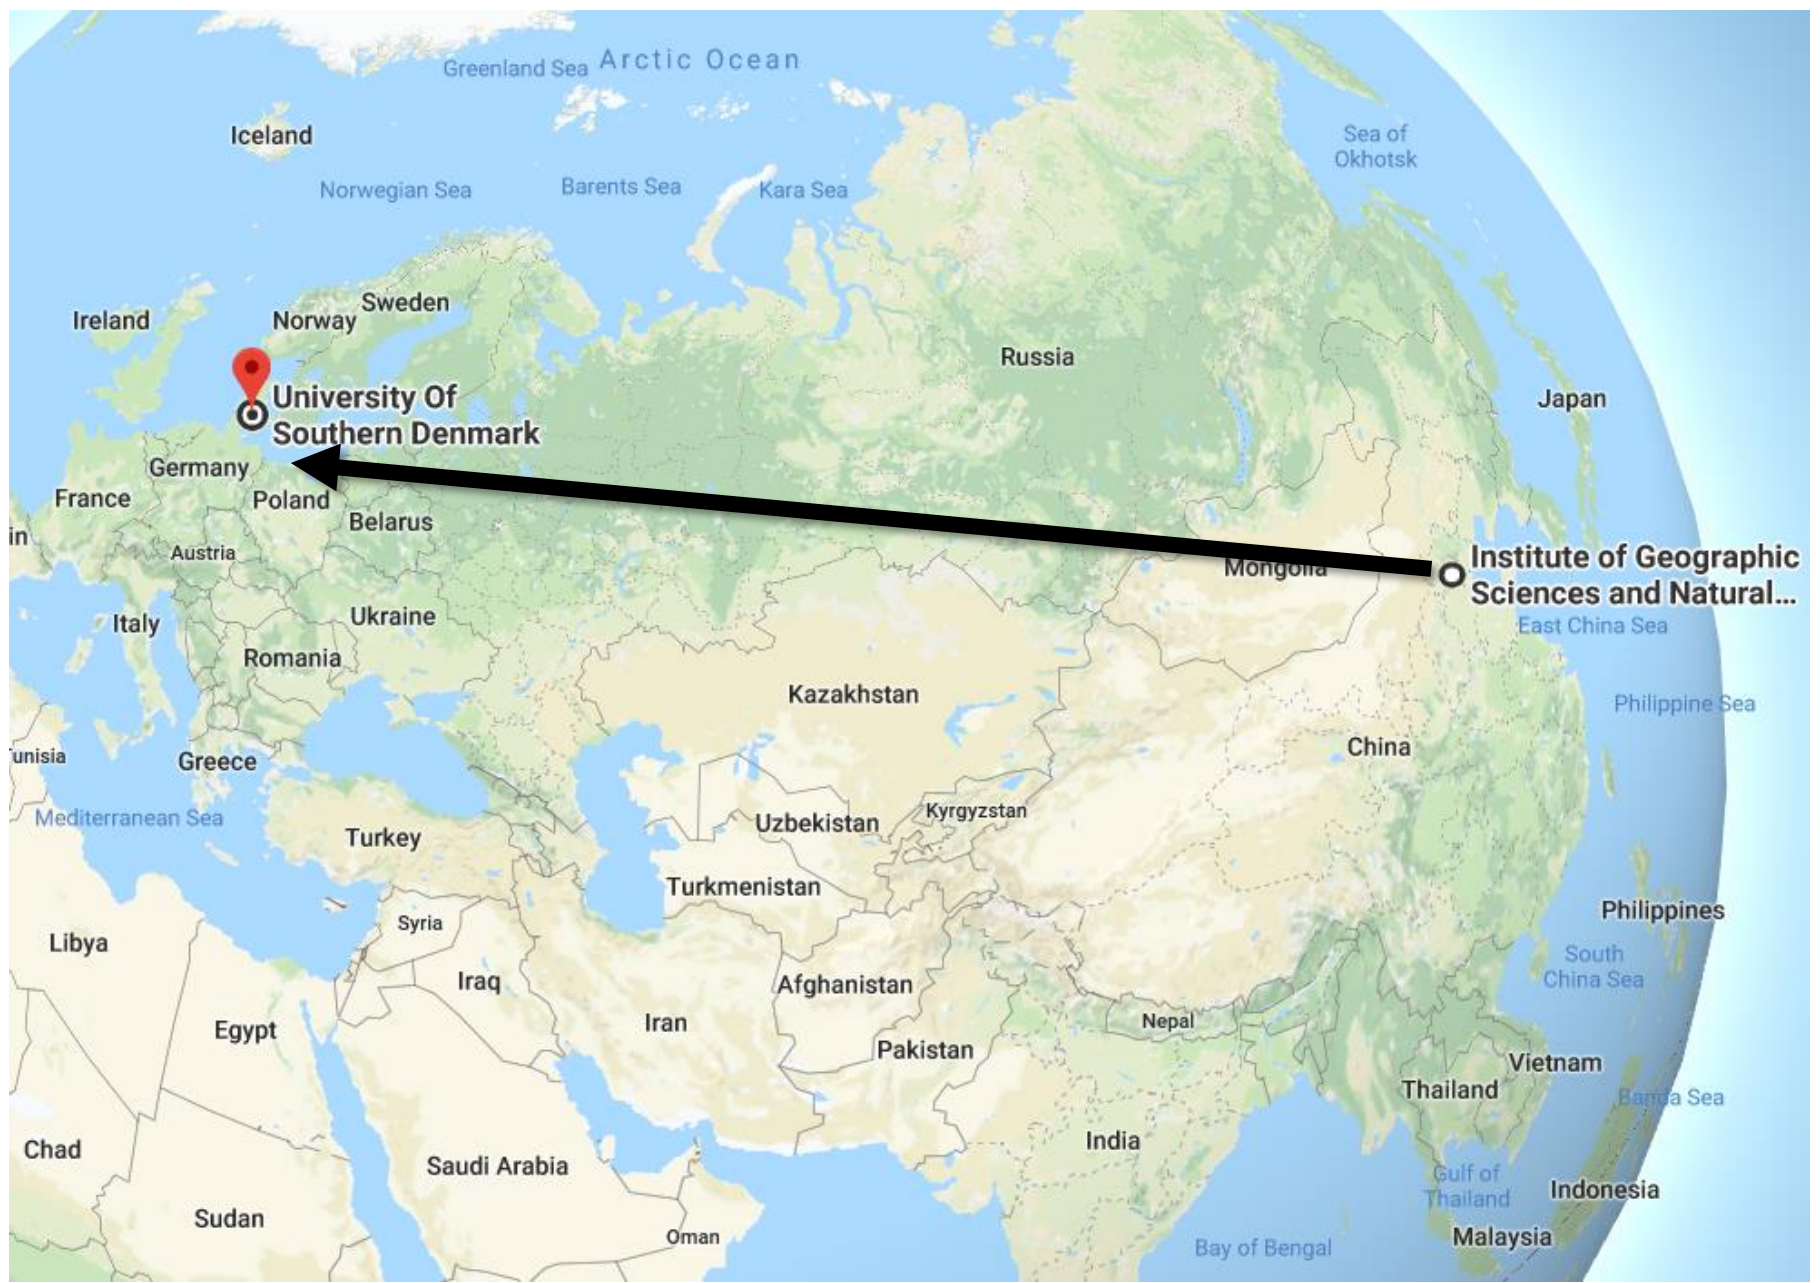 Greenland Sea
Arctic Ocean
Iceland
Sea of
Okhotsk
Norwegian Sea
Barents Sea
Kara Sea
Ireland
Norway
Sweden
Russia
Japan
University Of
Southern Denmark
Germany
France
Poland
Belarus
in
Austria
Mongolia
Institute of Geographic
Sciences and Natural...
East China Sea
Italy
Ukraine
Romania
Kazakhstan
Philippine Sea
China
unisia
Greece
Mediterranean Sea
Turkey
Uzbekistan
Kyrgyzstan
Turkmenistan
Syria
Philippines
Libya
Iraq
Afghanistan
South
China Sea
Egypt
Iran
Nepal
Pakistan
Vietnam
Thailand
Banda Sea
Chad
Saudi Arabia
India
Gulf of
Thailand
Indonesia
Sudan
Oman
Bay of Bengal
Malaysia